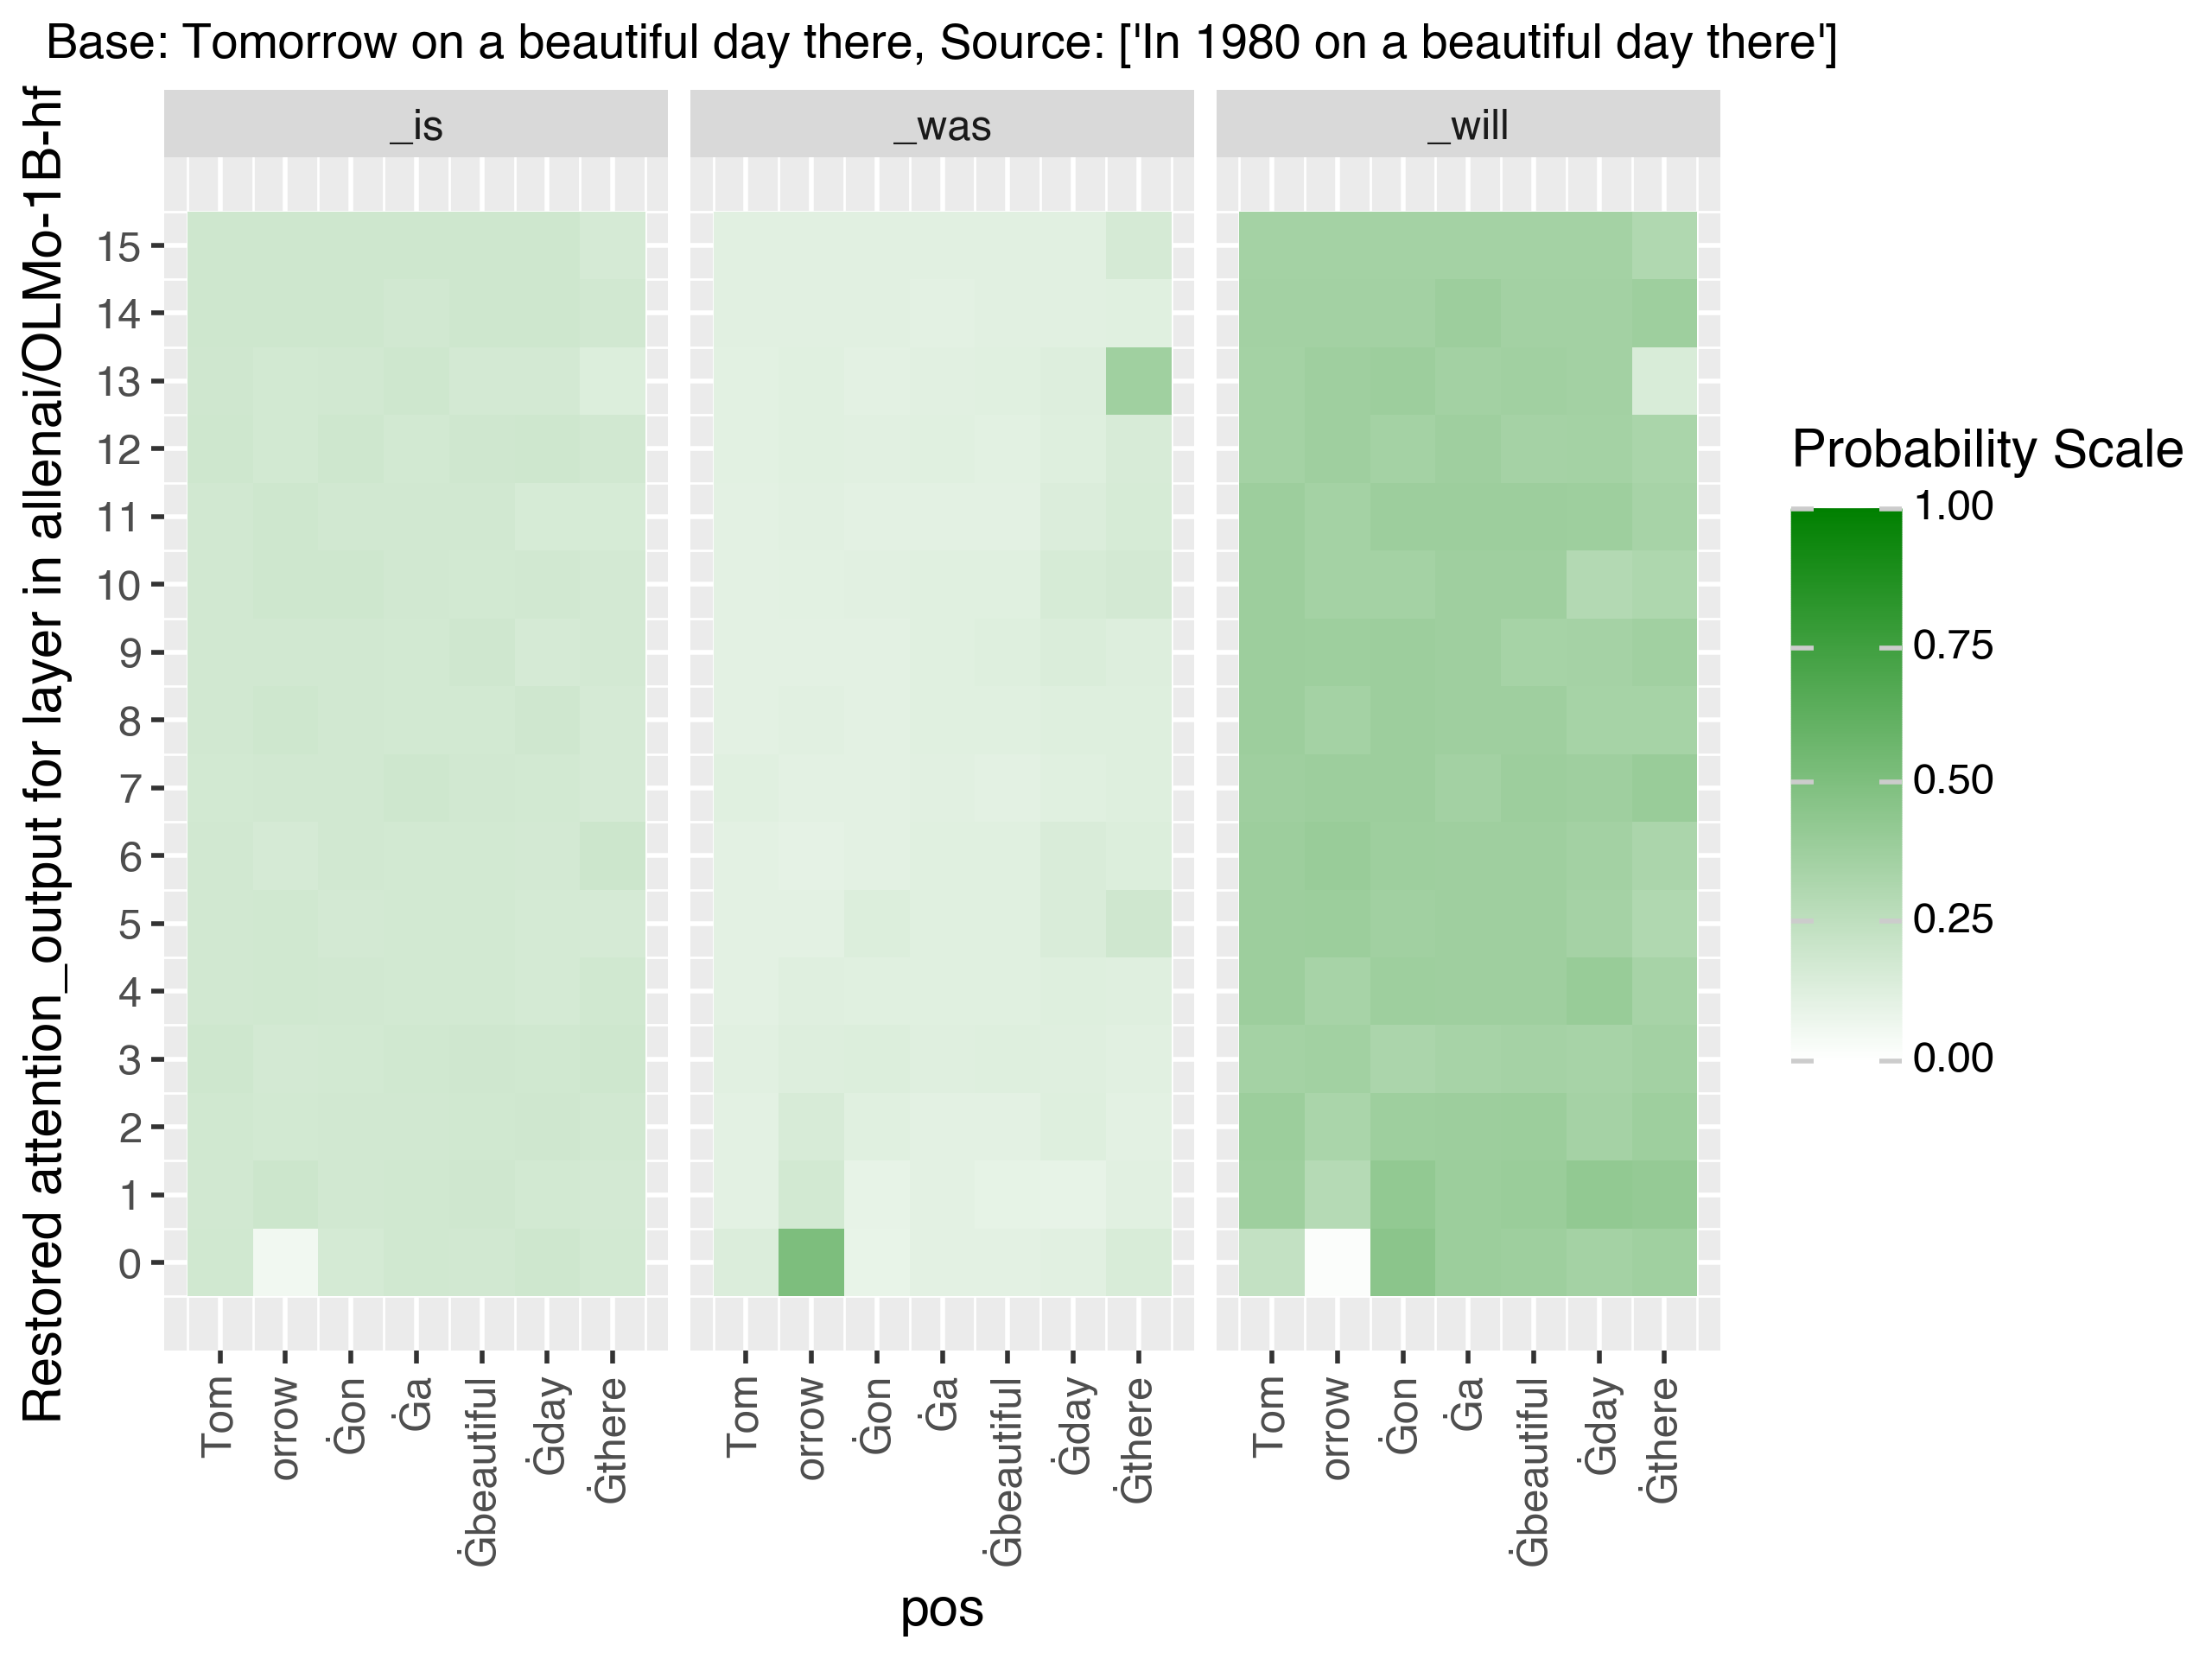 Base: Tomorrow on a beautiful day there, Source: ['In 1980 on a beautiful day there']
Restored attention_output for layer in allenai/OLMo-1B-hf
_is
_was
_will
15
14
13
12
11
10
9
8
7
6
5
4
3
2
1
0
Tom
orrow
Ġon
Ġa
Ġbeautiful
Ġday
Ġthere
Tom
orrow
Ġon
Ġa
Ġbeautiful
Ġday
Ġthere
Tom
orrow
Ġon
Ġa
Ġbeautiful
Ġday
Ġthere
pos
Probability Scale
1.00
0.75
0.50
0.25
0.00